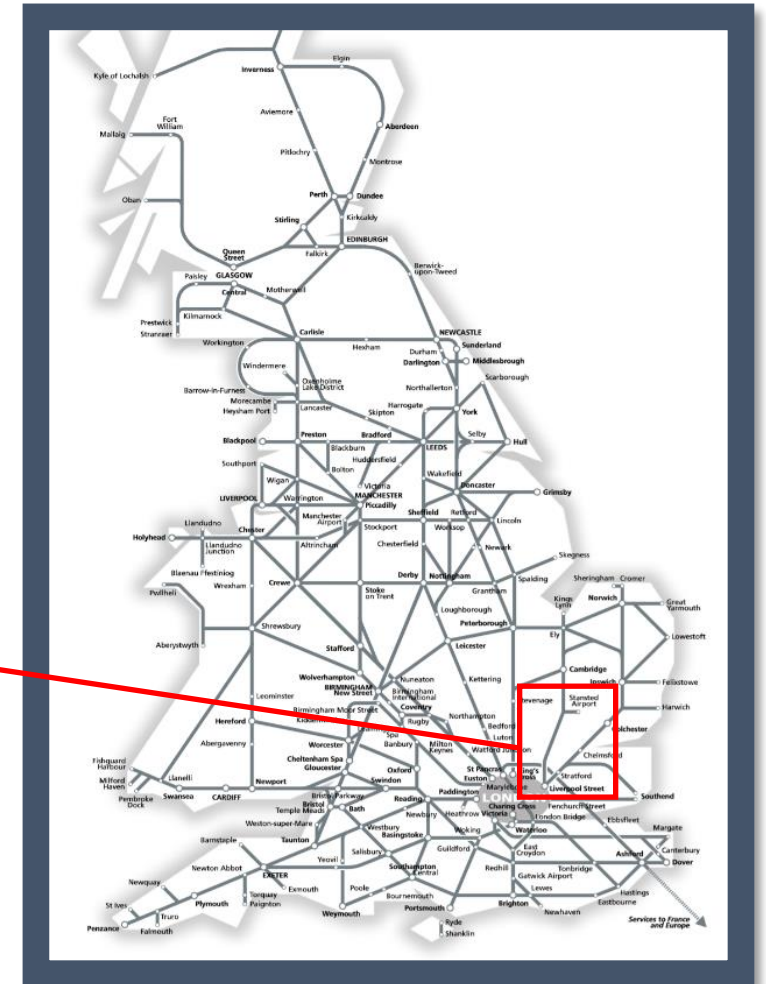 Elgin
Inverness
Kyle of Lochalsh
Aviemore
Fort
William
Mallaig
Aberdeen
Pitlochry
Montrose
Perth
Dundee
Oban
Kirkcaldy
Stirling
EDINBURGH
Falkirk
Queen
Street
GLASGOW
Central
Paisley
Motherwell
Berwick-
upon-Tweed
Kilmarnock
Prestwick
Stranraer
Carlisle
NEWCASTLE
Workington
Hexham
Durham
Sunderland
Darlington
Middlesbrough
Windermere
Scarborough
Oxenholme
Lake District
Northallerton
Barrow-in-Furness
Morecambe
Heysham Port
Lancaster
Harrogate
York
Skipton
Blackpool
Preston
Bradford
Selby
Hull
Blackburn
LEEDS
Huddersfield
Southport
Bolton
Wakefield
Wigan
Victoria
MANCHESTER
Piccadilly
Doncaster
Grimsby
LIVERPOOL
Warrington
Manchester
Airport
Sheffield
Retford
Lincoln
Llandudno
Stockport
Worksop
Holyhead
Chester
Llandudno
Junction
Altrincham
Chesterfield
Newark
Skegness
Blaenau Ffestiniog
Crewe
Derby
Nottingham
Spalding
Sheringham
Cromer
Pwllheli
Wrexham
Stoke
on Trent
Grantham
Kings
Lynn
Norwich
Great
Yarmouth
Loughborough
Shrewsbury
Peterborough
Ely
Lowestoft
Aberystwyth
Stafford
Leicester
Cambridge
Wolverhampton
Nuneaton
Kettering
Ipswich
Felixstowe
BIRMINGHAM
New Street
Birmingham
International
Leominster
Birmingham Moor Street
Coventry
Stevenage
Stansted
Airport
Harwich
Rugby
Northampton
Hereford
Bedford
Colchester
Spa
Luton
Abergavenny
Worcester
Banbury
Milton
Keynes
Watford Junction
Chelmsford
Fishguard
Harbour
Cheltenham Spa
Gloucester
Oxford
St Pancras
Euston
Stratford
Milford
Haven
Llanelli
Newport
Swindon
Paddington
Marylebone
Liverpool Street
Pembroke
Dock
Swansea
CARDIFF
Bristol Parkway
Reading
LONDON
Southend
Bristol
Temple Meads
Bath
Newbury
Heathrow
Victoria
Charing Cross
Fenchurch Street
London Bridge
Ebbsfleet
Weston-super-Mare
Westbury
Basingstoke
Woking
Waterloo
Margate
Barnstaple
Taunton
Salisbury
Guildford
East
Croydon
Canterbury
Newton Abbot
Yeovil
Southampton
Central
Redhill
Tonbridge
Ashford
Dover
Gatwick Airport
Newquay
EXETER
Exmouth
Poole
Bournemouth
Lewes
Hastings
St Ives
Plymouth
Torquay
Paignton
Portsmouth
Brighton
Eastbourne
Truro
Weymouth
Newhaven
Penzance
Falmouth
Ryde
Shanklin
Services to France
and Europe